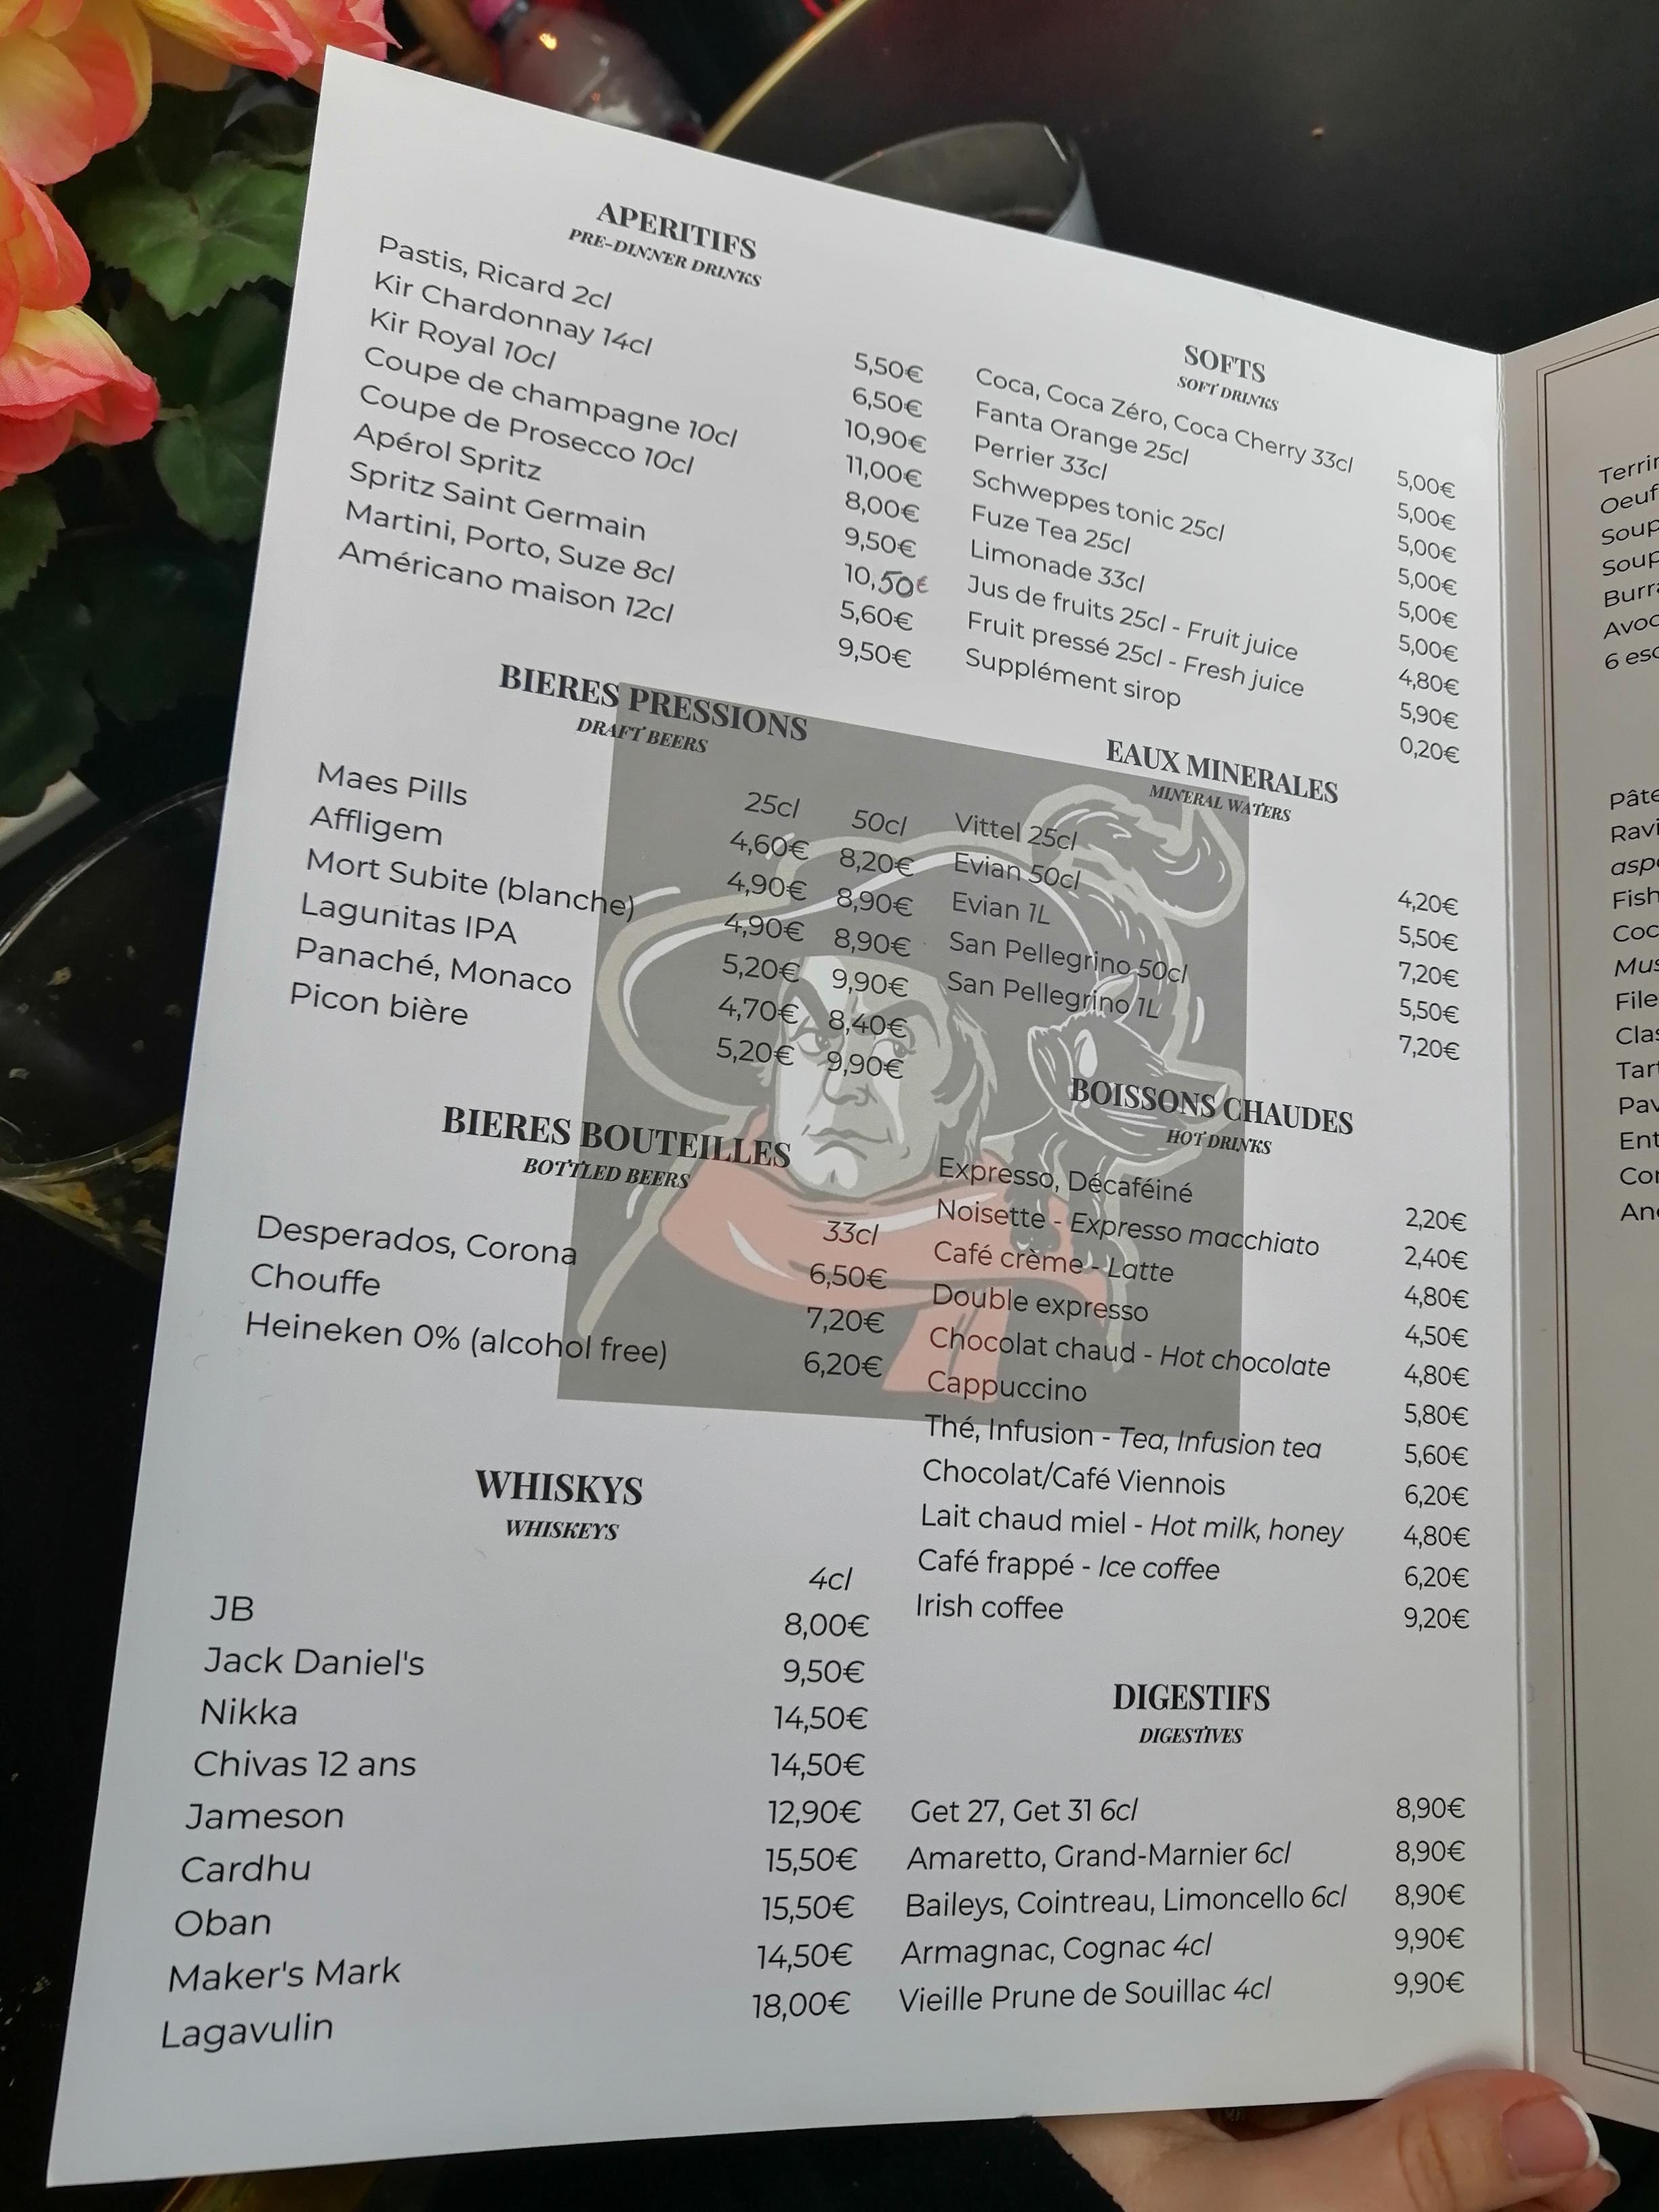 APERITIFS
PRE-DINNER DRINKS
Pastis, Ricard 2cl 5,50€
Kir Chardonnay 14cl 6,50€
Kir Royal 10cl 10,90€
Coupe de champagne 10cl 11,00€
Coupe de Prosecco 10cl 8,00€
Apérol Spritz 9,50€
Spritz Saint Germain 10,50€
Martini, Porto, Suze 8cl 5,60€
Américano maison 12cl 9,50€
BIERES PRESSIONS
DRAFT BEERS
25cl 50cl
Maes Pills 4,60€ 8,20€
Affligem 4,90€ 8,90€
Mort Subite (blanche) 4,90€ 8,90€
Lagunitas IPA 5,20€ 9,90€
Panaché, Monaco 4,70€ 8,40€
Picon bière 5,20€ 9,90€
BIERES BOUTEILLES
BOTTLED BEERS
33cl
Desperados, Corona 6,50€
Chouffe 7,20€
Heineken 0% (alcohol free) 6,20€
WHISKYS
WHISKEYS
4cl
JB 8,00€
Jack Daniel's 9,50€
Nikka 14,50€
Chivas 12 ans 14,50€
Jameson 12,90€
Cardhu 15,50€
Oban 15,50€
Maker's Mark 14,50€
Lagavulin 18,00€
SOFTS
SOFT DRINKS
Coca, Coca Zéro, Coca Cherry 33cl 5,00€
Fanta Orange 25cl 5,00€
Perrier 33cl 5,00€
Schweppes tonic 25cl 5,00€
Fuze Tea 25cl 5,00€
Limonade 33cl 5,00€
Jus de fruits 25cl - Fruit juice 4,80€
Fruit pressé 25cl - Fresh juice 5,90€
Supplément sirop 0,20€
EAUX MINERALES
MINERAL WATERS
Vittel 25cl 4,20€
Evian 50cl 5,50€
Evian 1L 7,20€
San Pellegrino 50cl 5,50€
San Pellegrino 1L 7,20€
BOISSONS CHAUDES
HOT DRINKS
Expresso, Décaféiné 2,20€
Noisette - Expresso macchiato 2,40€
Café crème - Latte 4,80€
Double expresso 4,50€
Chocolat chaud - Hot chocolate 4,80€
Cappuccino 5,80€
Thé, Infusion - Tea, Infusion tea 5,60€
Chocolat/Café Viennois 6,20€
Lait chaud miel - Hot milk, honey 4,80€
Café frappé - Ice coffee 6,20€
Irish coffee 9,20€
DIGESTIFS
DIGESTIVES
Get 27, Get 31 6cl 8,90€
Amaretto, Grand-Marnier 6cl 8,90€
Baileys, Cointreau, Limoncello 6cl 8,90€
Armagnac, Cognac 4cl 9,90€
Vieille Prune de Souillac 4cl 9,90€